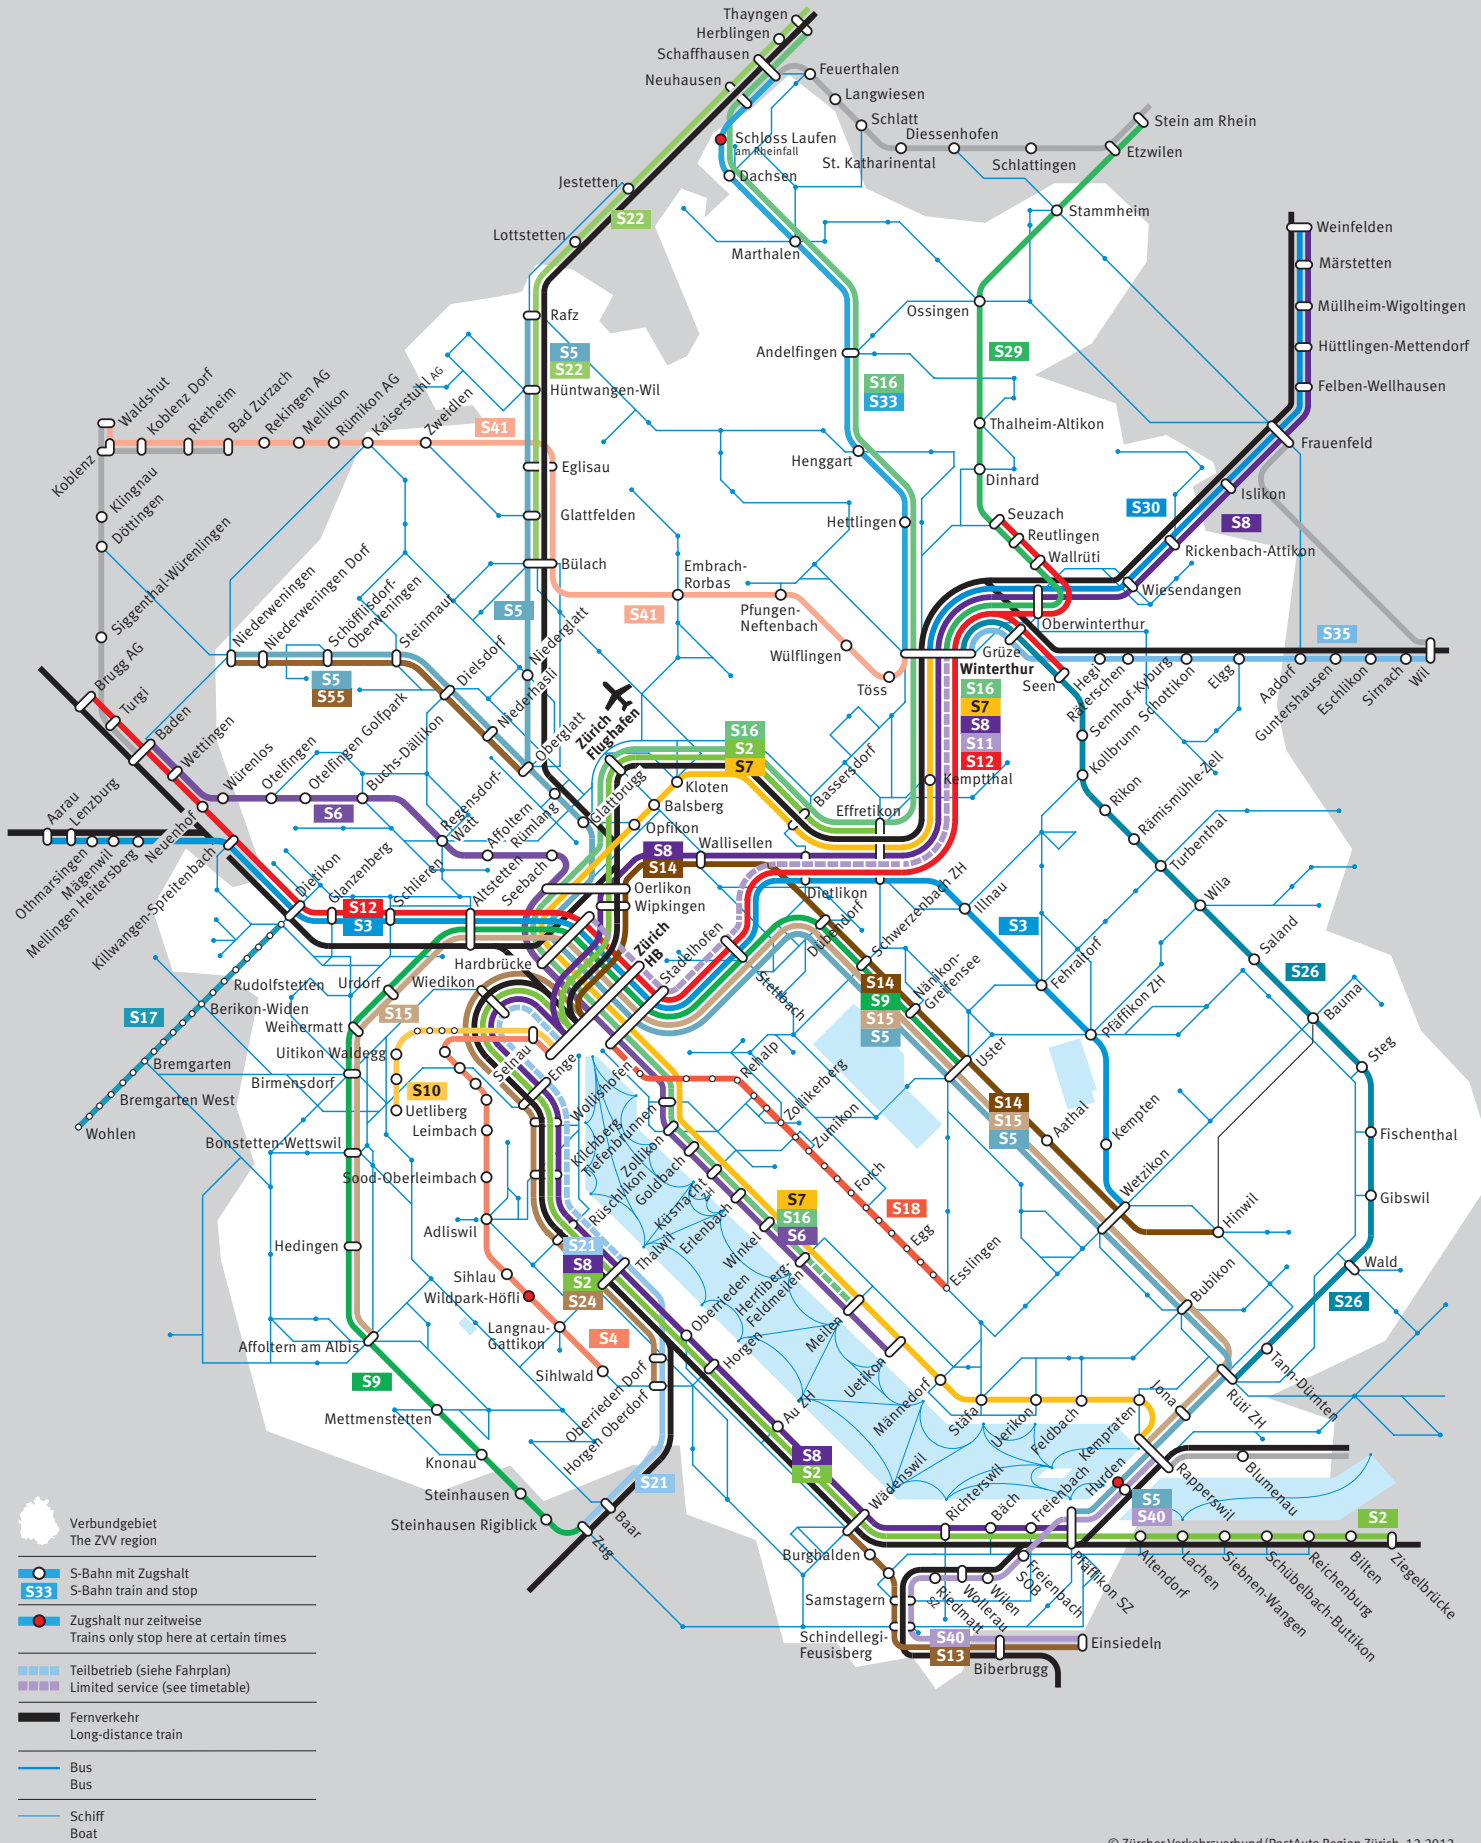 Thayngen
Herblingen
Schaffhausen
Neuhausen
Feuerthalen
Langwiesen
Schlatt
Diessenhofen
St. Katharinental
Schlattingen
Stein am Rhein
Etzwilen
Schloss Laufen
am Rheinfall
Dachsen
Jestetten
S22
Lottstetten
Stammheim
Marthalen
Weinfelden
Märstetten
Müllheim-Wigoltingen
Hüttlingen-Mettendorf
Felben-Wellhausen
Frauenfeld
Islikon
Rickenbach-Attikon
Wiesendangen
S30
S8
Ossingen
Rafz
S5
S22
Andelfingen
S29
S16
S33
Hüntwangen-Wil
Thalheim-Altikon
Henggart
Dinhard
Waldshut
Koblenz Dorf
Rietheim
Bad Zurzach
Rekingen AG
Mellikon
Rümikon AG
Kaiserstuhl AG
Zweidlen
S41
Koblenz
Klingnau
Döttingen
Siggenthal-Würenlingen
Eglisau
Glattfelden
Hettlingen
Seuzach
Reutlingen
Wallrüti
Bülach
Embrach-
Rorbas
S41
Pfungen-
Neftenbach
Wülflingen
Töss
Oberwinterthur
Grüze
Winterthur
Seen
S16
S7
S8
S11
S12
Hegi
Räterschen
Sennhof-Kyburg
Schottikon
Elgg
Aadorf
Guntershausen
Eschlikon
Sirnach
Wil
S35
Niederweningen
Niederweningen Dorf
Schöfflisdorf-
Oberweningen
Steinmaur
Dielsdorf
Niederhasli
Niederglatt
Oberglatt
S5
S5
S55
Brugg AG
Turgi
Baden
Wettingen
Würenlos
Otelfingen
Otelfingen Golfpark
Buchs-Dällikon
Regensdorf-
Watt
Affoltern
Rümlang
Seebach
S6
Zürich
Flughafen
Glattbrugg
Kloten
Balsberg
Opfikon
S16
S2
S7
Bassersdorf
Effretikon
Kemptthal
Kollbrunn
Rikon
Rämismühle-Zell
Turbenthal
Wila
Saland
Bauma
Steg
Fischenthal
Gibswil
Wald
S26
S26
Tann-Dürnten
Rüti ZH
Aarau
Lenzburg
Othmarsingen
Mägenwil
Mellingen Heitersberg
Neuenhof
Killwangen-Spreitenbach
Dietikon
Glanzenberg
Schlieren
Altstetten
S12
S3
Wallisellen
S8
S14
Oerlikon
Wipkingen
Hardbrücke
Zürich
HB
Stadelhofen
Stettbach
Dietlikon
Dübendorf
Schwerzenbach ZH
Nänikon-
Greifensee
Illnau
S3
Fehraltorf
Pfäffikon ZH
Kempten
Wetzikon
Hinwil
Uster
Aathal
Bubikon
S14
S9
S15
S5
S14
S15
S5
S17
Rudolfstetten
Berikon-Widen
Bremgarten
Bremgarten West
Wohlen
Urdorf
Weihermatt
S15
Birmensdorf
Bonstetten-Wettswil
Hedingen
Affoltern am Albis
S9
Mettmenstetten
Knonau
Steinhausen
Steinhausen Rigiblick
Zug
Baar
S21
Wiedikon
Uitikon Waldegg
S10
Uetliberg
Selnau
Enge
Leimbach
Sood-Oberleimbach
Adliswil
Sihlau
Wildpark-Höfli
Langnau-
Gattikon
Sihlwald
S4
Wollishofen
Kilchberg
Rüschlikon
Thalwil
S21
S8
S2
S24
Oberrieden
Horgen
Oberrieden Dorf
Horgen Oberdorf
Au ZH
Wädenswil
S8
S2
Tiefenbrunnen
Zollikon
Goldbach
Küsnacht
ZH
Erlenbach
Winkel
Herrliberg-
Feldmeilen
Meilen
Uetikon
Männedorf
Stäfa
Uerikon
Feldbach
Kempraten
Jona
Rapperswil
Blumenau
Hurden
S7
S16
S6
Rehalp
Zollikerberg
Zumikon
Forch
Egg
Esslingen
S18
Richterswil
Bäch
Freienbach
S5
S40
Pfäffikon SZ
Altendorf
Lachen
Siebnen-Wangen
Schübelbach-Buttikon
Reichenburg
Bilten
Ziegelbrücke
S2
Burghalden
Samstagern
Schindellegi-
Feusisberg
Riedmatt
SZ
Wollerau
Wilen
Freienbach
SOB
S40
S13
Biberbrugg
Einsiedeln
Verbundgebiet
The ZVV region
S-Bahn mit Zugshalt
S33
S-Bahn train and stop
Zugshalt nur zeitweise
Trains only stop here at certain times
Teilbetrieb (siehe Fahrplan)
Limited service (see timetable)
Fernverkehr
Long-distance train
Bus
Bus
Schiff
Boat
© Zürcher Verkehrsverbund/PostAuto Region Zürich, 12.2012